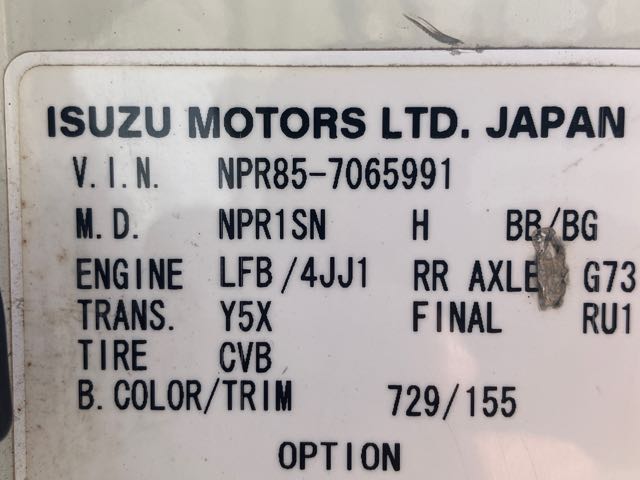 ISUZU MOTORS LTD. JAPAN
V.I.N. NPR85-7065991
M.D. NPR1SN H BB/BG
ENGINE LFB/4JJ1 RR AXLE G73
TRANS. Y5X FINAL RU1
TIRE CVB
B.COLOR/TRIM 729/155
OPTION